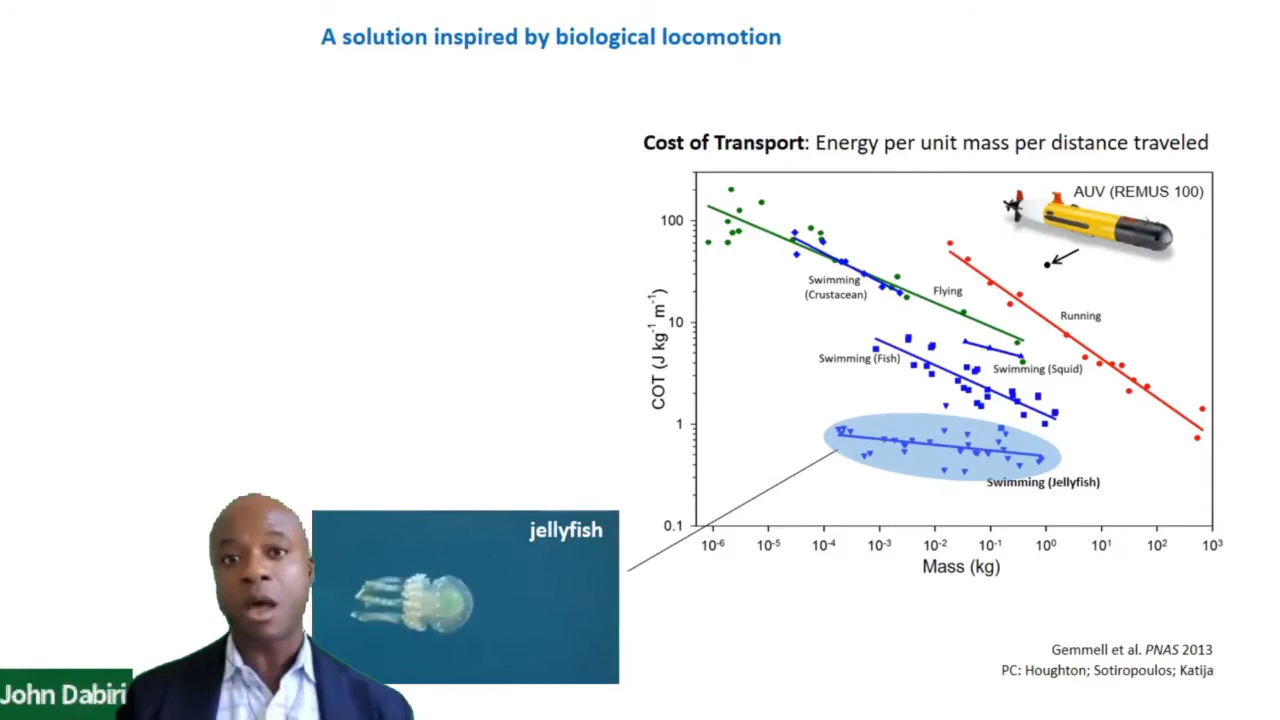 A solution inspired by biological locomotion
Cost of Transport: Energy per unit mass per distance traveled
AUV (REMUS 100)
100
10
1
0.1
COT (J kg⁻¹ m⁻¹)
Swimming
(Crustacean)
Flying
Running
Swimming (Fish)
Swimming (Squid)
Swimming (Jellyfish)
10⁻⁶ 10⁻⁵ 10⁻⁴ 10⁻³ 10⁻² 10⁻¹ 10⁰ 10¹ 10² 10³
Mass (kg)
jellyfish
Gemmell et al. PNAS 2013
PC: Houghton; Sotiropoulos; Katija
John Dabiri